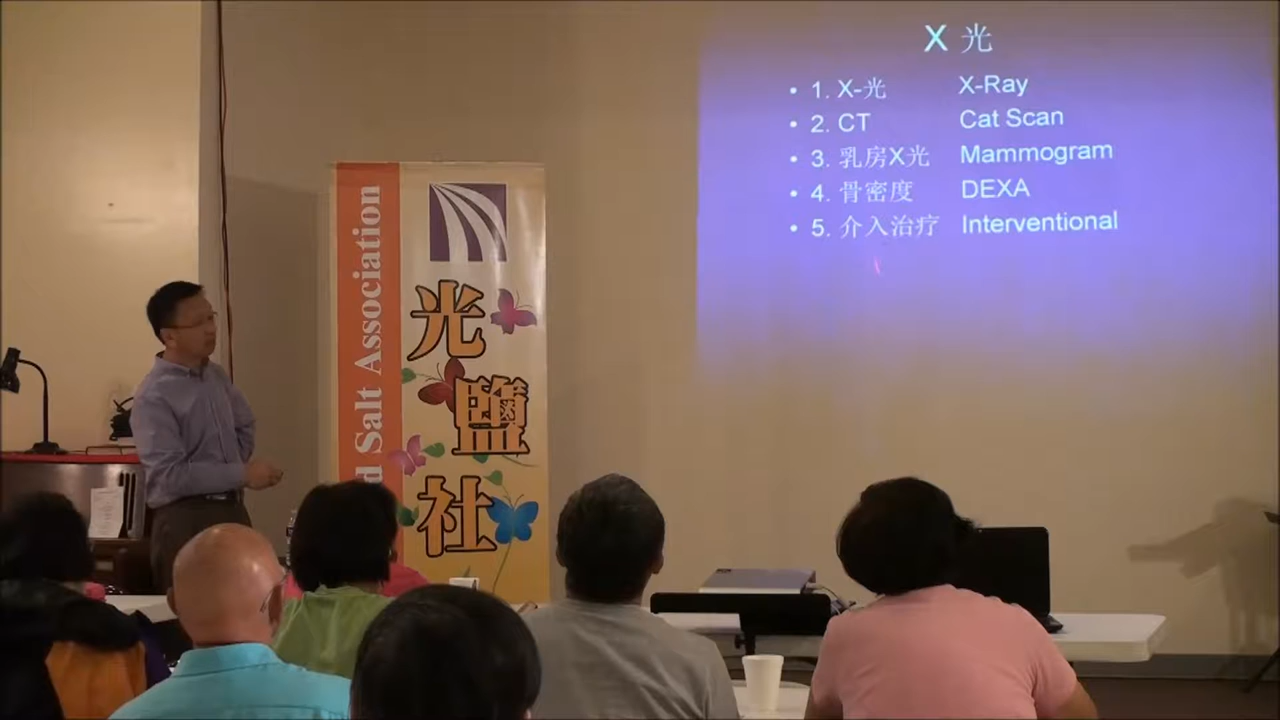 X 光
• 1. X-光 X-Ray
• 2. CT Cat Scan
• 3. 乳房X光 Mammogram
• 4. 骨密度 DEXA
• 5. 介入治疗 Interventional
Salt Association
光鹽社